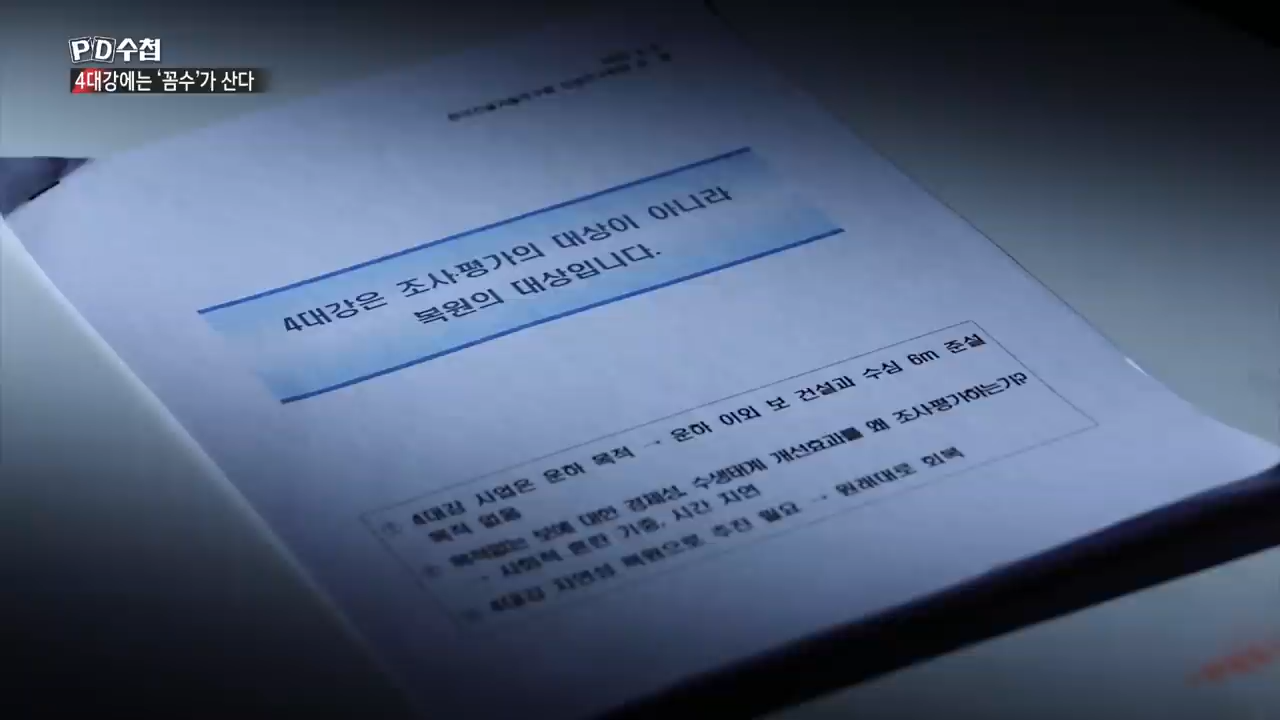 PD수첩
4대강에는 '꼼수'가 산다
4대강은 조사·평가의 대상이 아니라
복원의 대상입니다.
4대강 사업은 운하 목적 → 운하 이외 보 건설과 수심 6m 준설
목적 없음
목적없는 보에 대한 경제성, 수생태계 개선효과를 왜 조사평가하는가?
- 사회적 혼란 가중, 시간 지연
4대강 자연성 복원으로 추진 필요 → 원래대로 회복